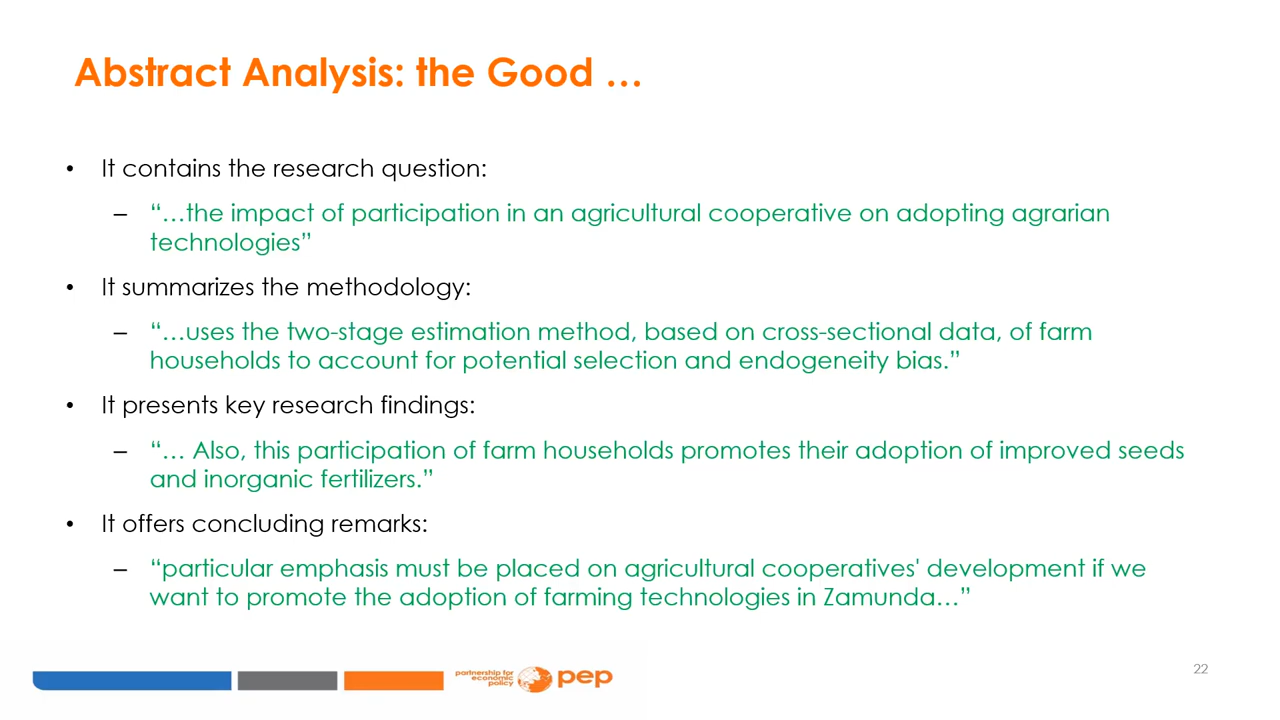 Abstract Analysis: the Good …
• It contains the research question:
– “…the impact of participation in an agricultural cooperative on adopting agrarian
technologies”
• It summarizes the methodology:
– “…uses the two-stage estimation method, based on cross-sectional data, of farm
households to account for potential selection and endogeneity bias.”
• It presents key research findings:
– “… Also, this participation of farm households promotes their adoption of improved seeds
and inorganic fertilizers.”
• It offers concluding remarks:
– “particular emphasis must be placed on agricultural cooperatives' development if we
want to promote the adoption of farming technologies in Zamunda…”
partnership for
economic
policy
pep
22